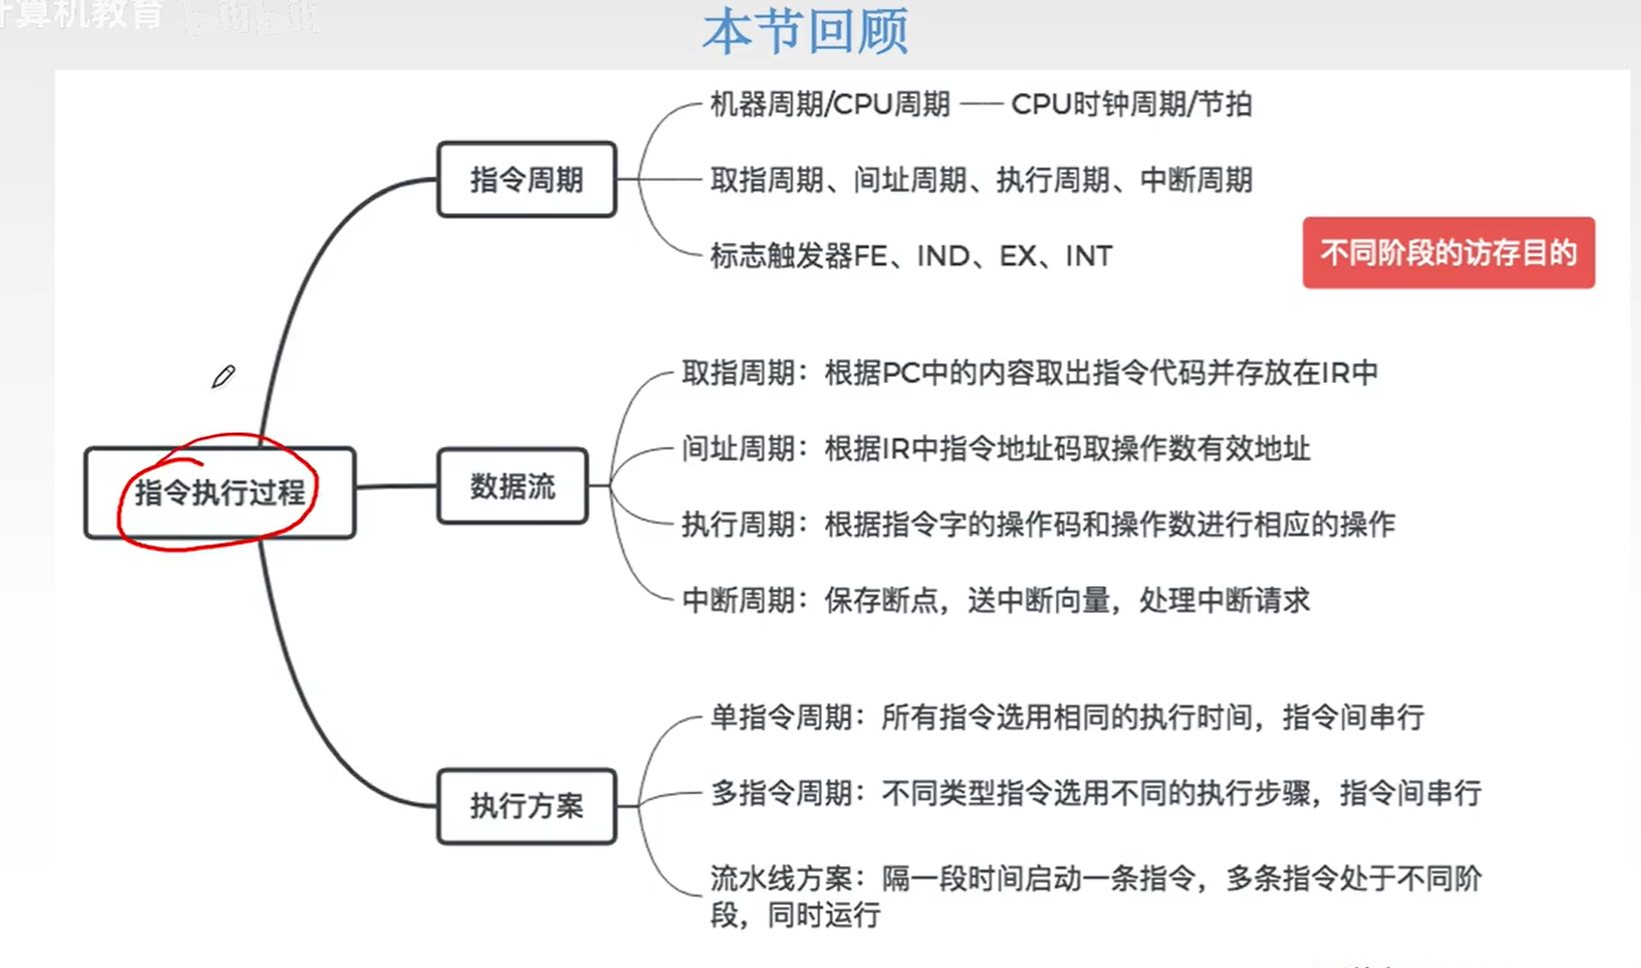 计算机教育 bilibili
本节回顾
机器周期/CPU周期 —— CPU时钟周期/节拍
指令周期
取指周期、间址周期、执行周期、中断周期
标志触发器FE、IND、EX、INT
不同阶段的访存目的
取指周期：根据PC中的内容取出指令代码并存放在IR中
间址周期：根据IR中指令地址码取操作数有效地址
指令执行过程
数据流
执行周期：根据指令字的操作码和操作数进行相应的操作
中断周期：保存断点，送中断向量，处理中断请求
单指令周期：所有指令选用相同的执行时间，指令间串行
执行方案
多指令周期：不同类型指令选用不同的执行步骤，指令间串行
流水线方案：隔一段时间启动一条指令，多条指令处于不同阶
段，同时运行